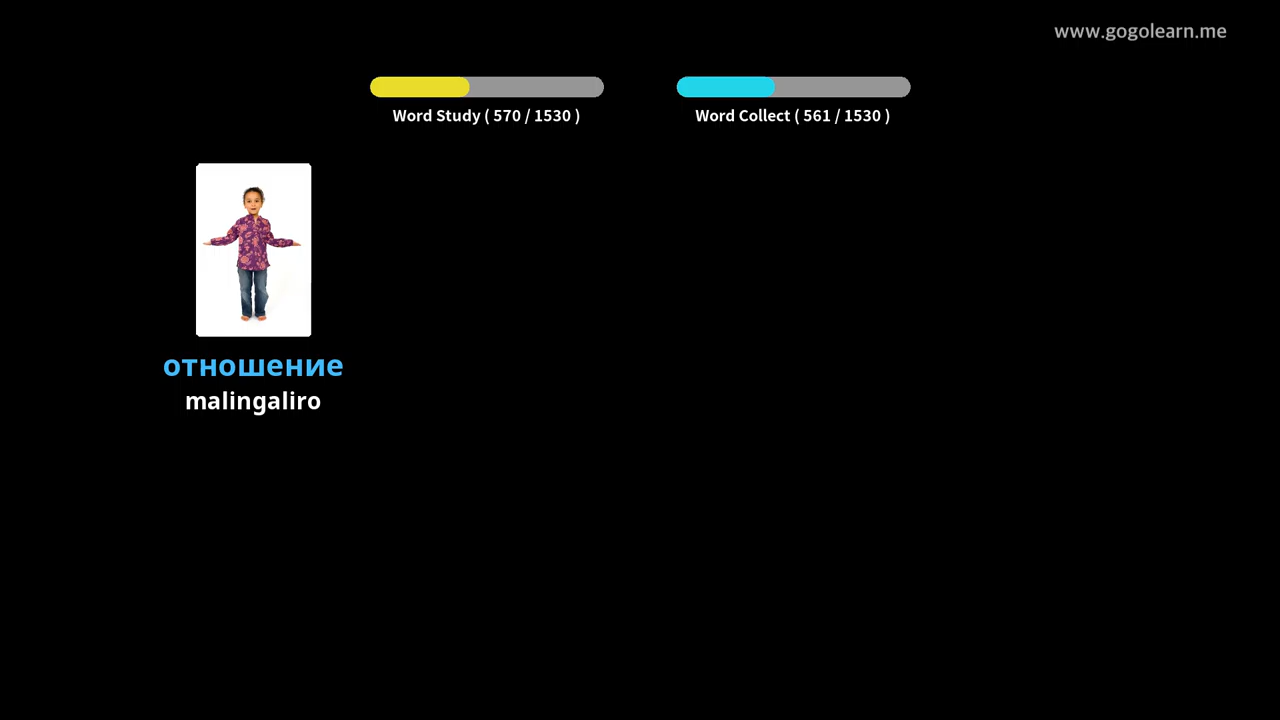 www.gogolearn.me
Word Study ( 570 / 1530 )
Word Collect ( 561 / 1530 )
отношение
malingaliro